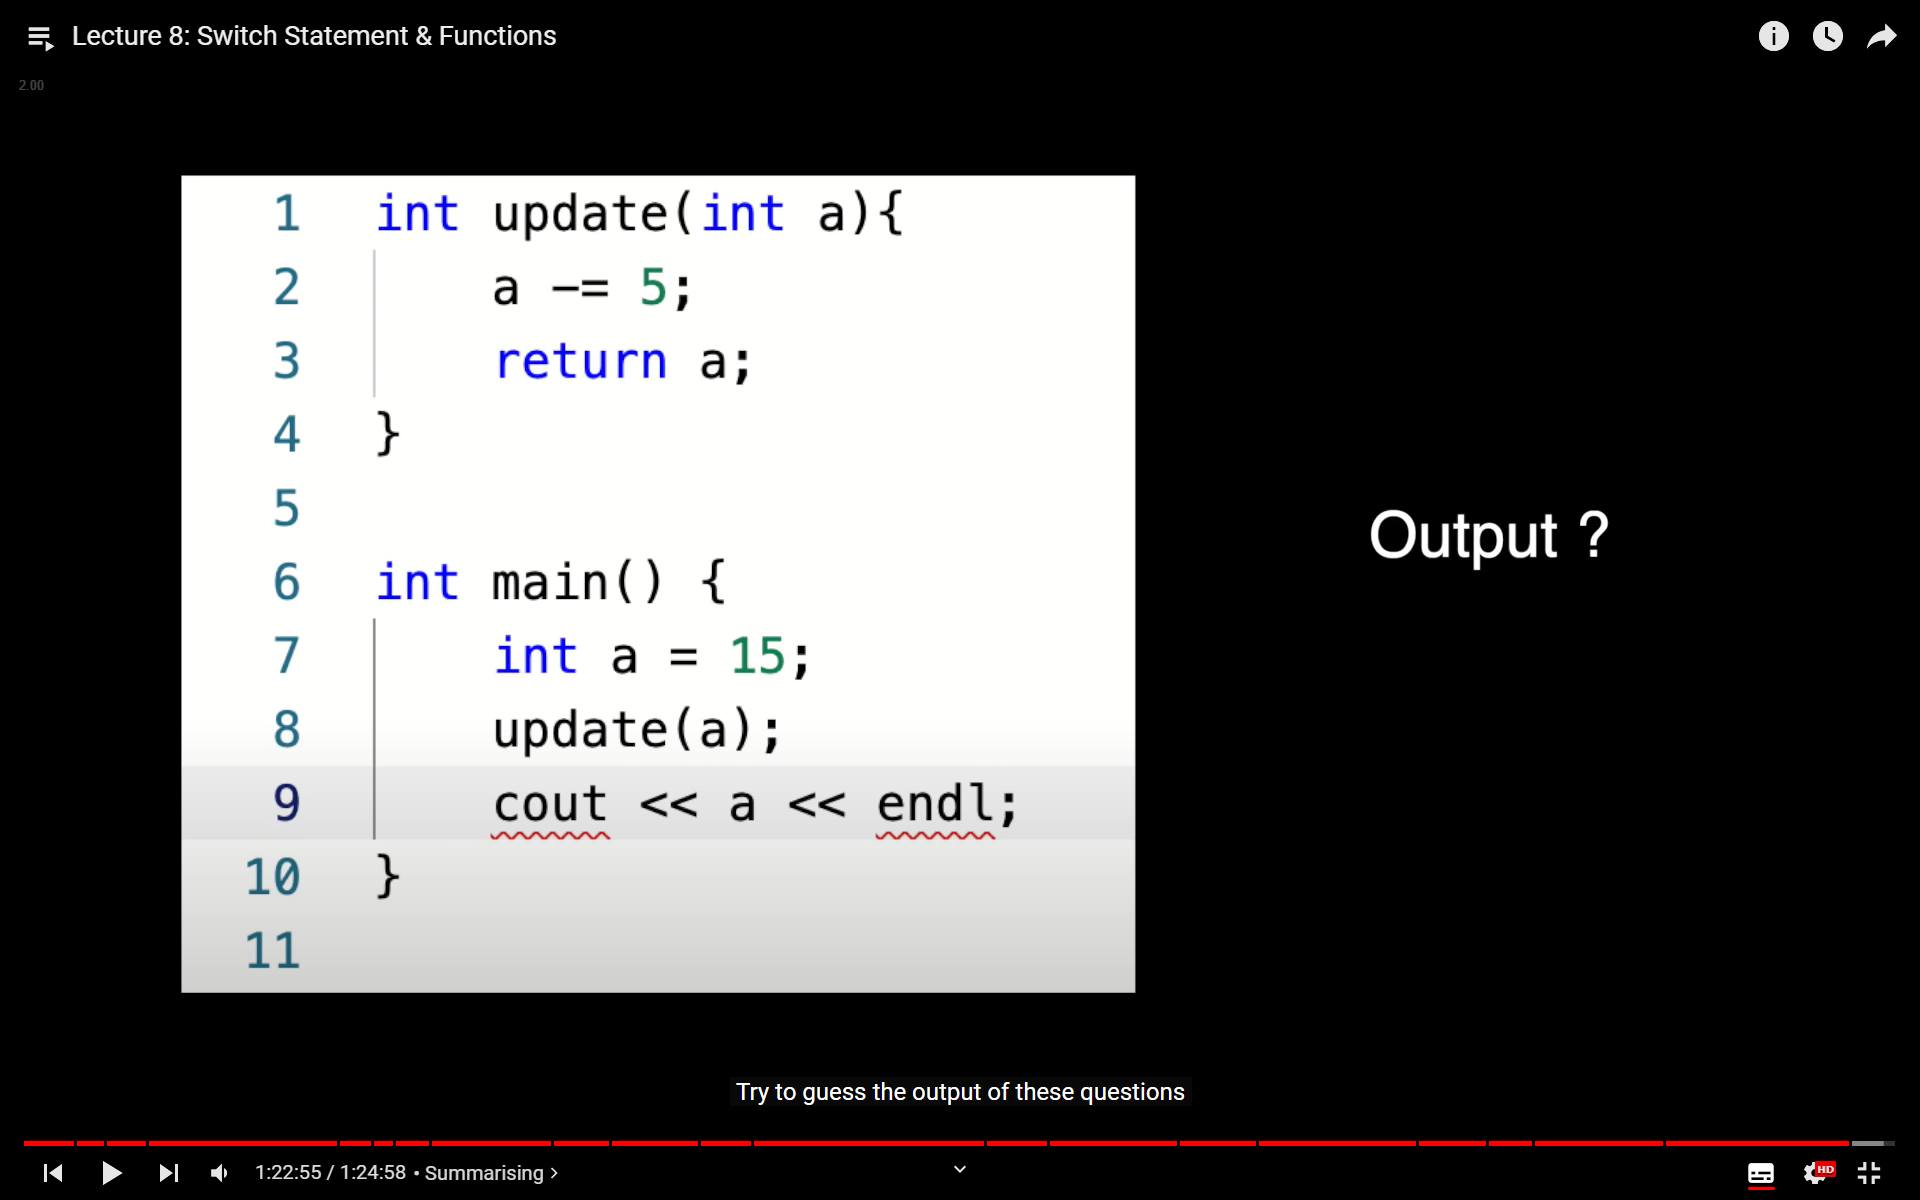 Lecture 8: Switch Statement & Functions
2.00
1 int update(int a){
2 a -= 5;
3 return a;
4 }
5
6 int main() {
7 int a = 15;
8 update(a);
9 cout << a << endl;
10 }
11
Output ?
Try to guess the output of these questions
1:22:55 / 1:24:58 • Summarising >
HD